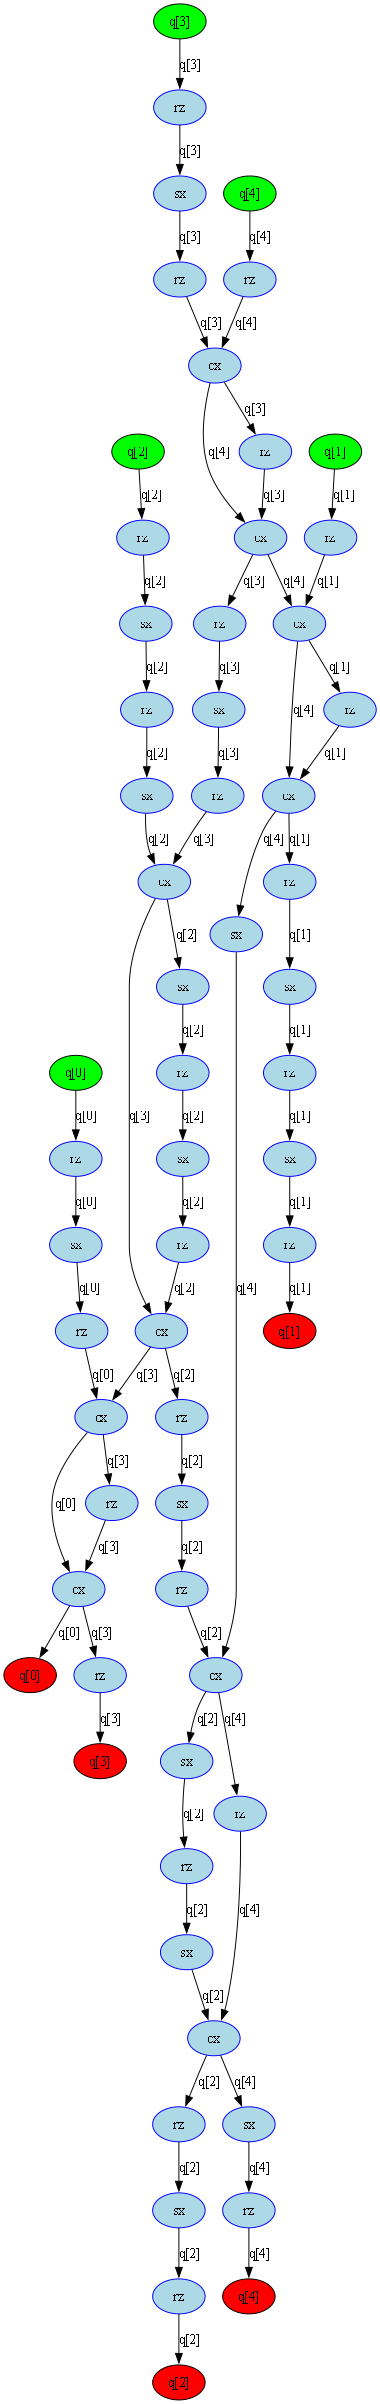 q[3]
q[3]
rz
q[3]
sx q[4]
q[3] q[4]
rz rz
q[3] q[4]
cx
q[3]
q[2] q[4] rz q[1]
q[2] q[3] q[1]
rz cx rz
q[2] q[3] q[4] q[1]
sx rz cx
q[2] q[3] q[1]
rz sx q[4] rz
q[2] q[3] q[1]
sx rz cx
q[2] q[3] q[4] q[1]
cx rz
sx
q[2] q[1]
sx sx
q[2] q[1]
q[0] rz rz
q[0] q[3] q[2] q[1]
rz sx sx
q[0] q[2] q[1]
sx rz rz
q[0] q[2] q[4] q[1]
rz cx q[1]
q[0] q[3] q[2]
cx rz
q[3] q[2]
q[0] rz sx
q[3] q[2]
cx rz
q[0] q[3] q[2]
q[0] rz cx
q[3] q[2] q[4]
q[3] sx
q[2] rz
rz
q[2] q[4]
sx
q[2]
cx
q[2] q[4]
rz sx
q[2] q[4]
sx rz
q[2] q[4]
rz q[4]
q[2]
q[2]